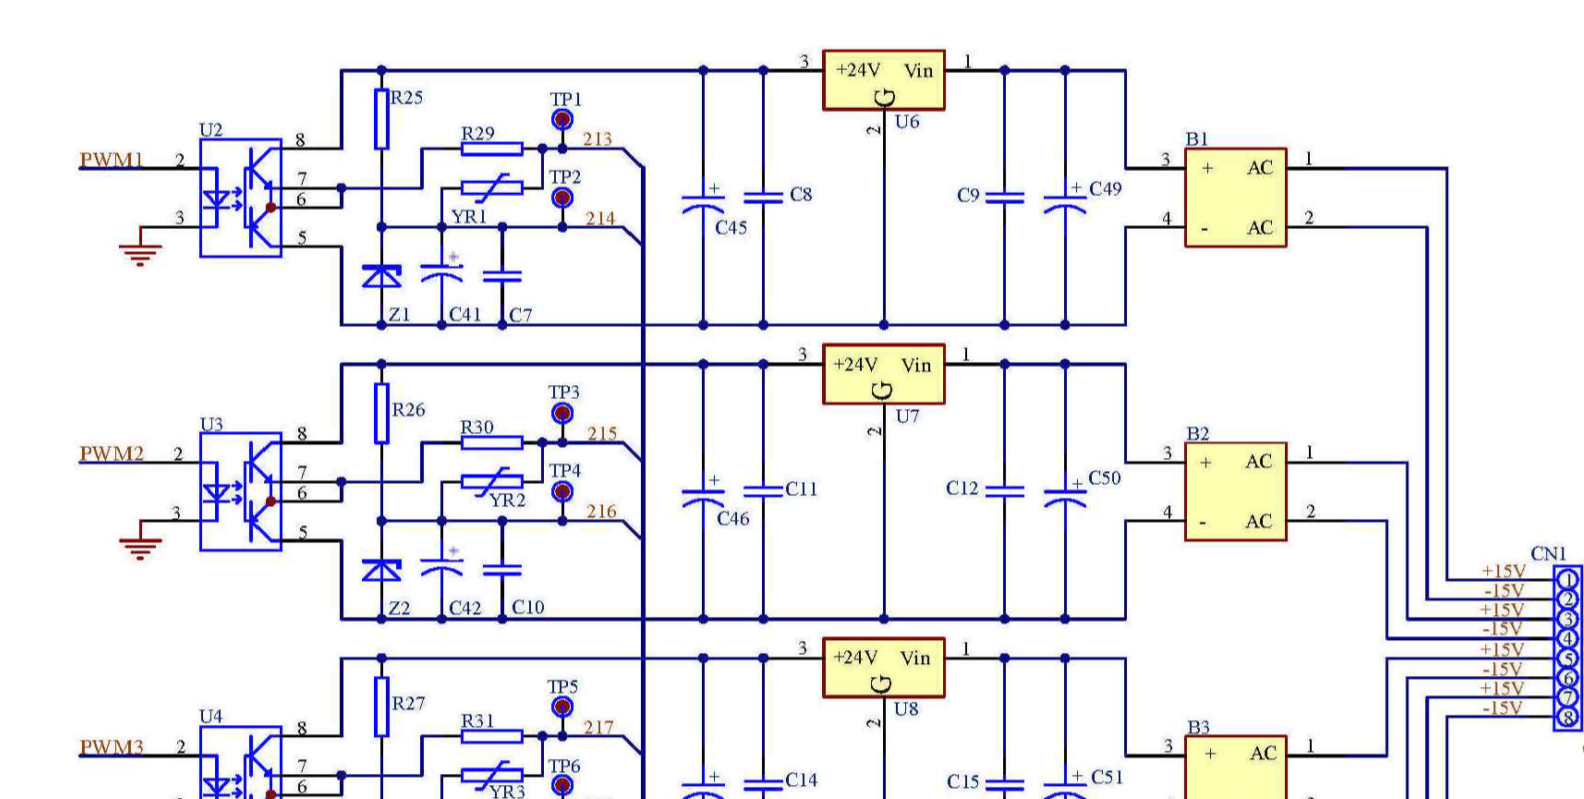 3 +24V Vin 1
G
2
U6
R25
TP1
U2
8
R29
213
B1
PWM1
2
7
TP2
3 + AC 1
6
YR1
214
+
C45
C8
C9
+ C49
3
4 - AC 2
5
+
Z1
C41
C7
3 +24V Vin 1
G
2
U7
R26
TP3
U3
8
R30
215
B2
PWM2
2
7
TP4
3 + AC 1
6
YR2
216
+
C46
C11
C12
+ C50
3
4 - AC 2
5
+
Z2
C42
C10
CN1
+15V 1
-15V 2
+15V 3
-15V 4
+15V 5
-15V 6
+15V 7
-15V 8
3 +24V Vin 1
G
2
U8
R27
TP5
U4
8
R31
217
B3
PWM3
2
7
TP6
3 + AC 1
6
YR3
+
C14
C15
+ C51